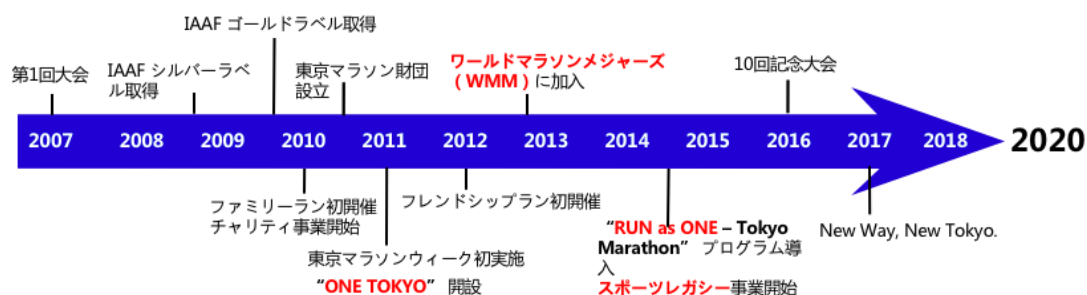 IAAF ゴールドラベル取得
第1回大会
IAAF シルバーラベ
ル取得
東京マラソン財団
設立
ワールドマラソンメジャーズ
（WMM）に加入
10回記念大会
2007 2008 2009 2010 2011 2012 2013 2014 2015 2016 2017 2018 2020
ファミリーラン初開催
チャリティ事業開始
東京マラソンウィーク初実施
“ONE TOKYO” 開設
フレンドシップラン初開催
“RUN as ONE – Tokyo
Marathon” プログラム導
入
スポーツレガシー事業開始
New Way, New Tokyo.